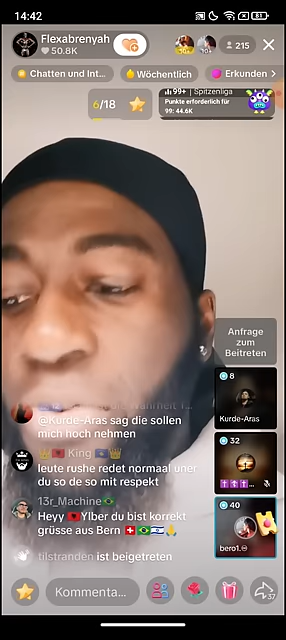 14:42
81
Flexabrenyah
50.8K
215
Chatten und Int...
Wöchentlich
Erkunden
6/18
99+ | Spitzenliga
Punkte erforderlich für
99: 44.6K
Anfrage
zum
Beitreten
8
Kurde-Aras
32
40
bero1.
@Kurde-Aras sag die sollen
mich hoch nehmen
King
leute rushe redet normaler uner
du so de so mit respekt
13r_Machine
Heyy Ylber du bist korrekt
grüsse aus Bern
tilstranden ist beigetreten
Kommenta...
37